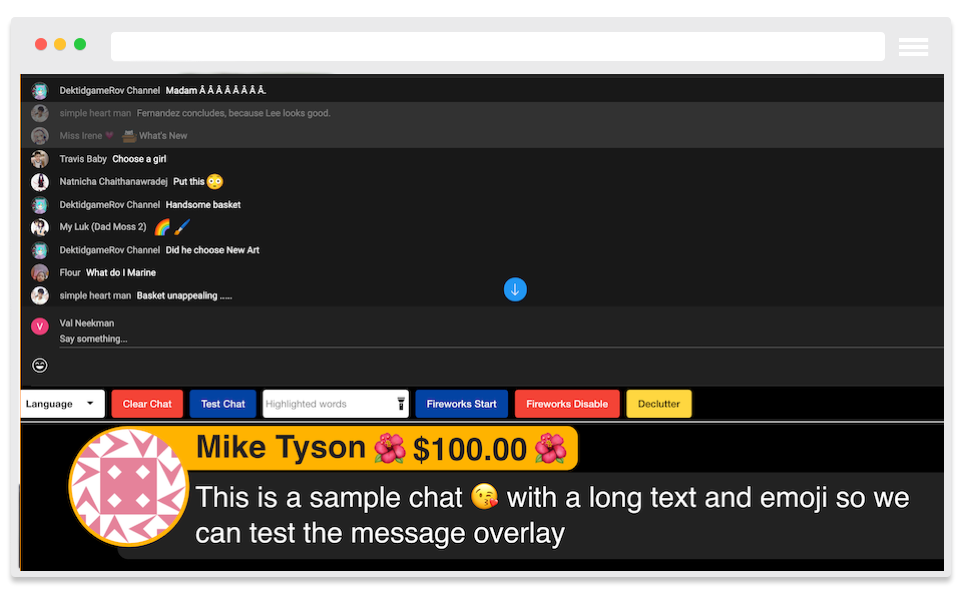 DektidgameRov Channel Madam Â Â Â Â Â Â Â Â.
simple heart man Fernandez concludes, because Lee looks good.
Miss Irene ♥ What's New
Travis Baby Choose a girl
Natnicha Chaithanawradej Put this 😳
DektidgameRov Channel Handsome basket
My Luk (Dad Moss 2) 🌈 🖌️
DektidgameRov Channel Did he choose New Art
Flour What do I Marine
simple heart man Basket unappealing .....
V Val Neekman
Say something...
Language Clear Chat Test Chat Highlighted words Fireworks Start Fireworks Disable Declutter
Mike Tyson 🌺 $100.00 🌺
This is a sample chat 😘 with a long text and emoji so we
can test the message overlay